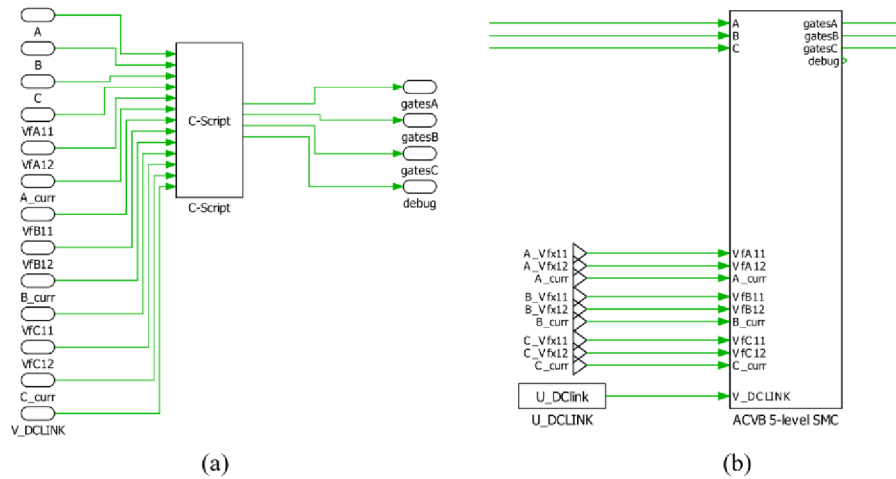 A
B
C
VfA11
VfA12
A_curr
VfB11
VfB12
B_curr
VfC11
VfC12
C_curr
V_DCLINK
C-Script
C-Script
gatesA
gatesB
gatesC
debug
(a)
A gatesA
B gatesB
C gatesC
debug
A_Vfx11 VfA11
A_Vfx12 VfA12
A_curr A_curr
B_Vfx11 VfB11
B_Vfx12 VfB12
B_curr B_curr
C_Vfx11 VfC11
C_Vfx12 VfC12
C_curr C_curr
U_DClink V_DCLINK
U_DCLINK ACVB 5-level SMC
(b)